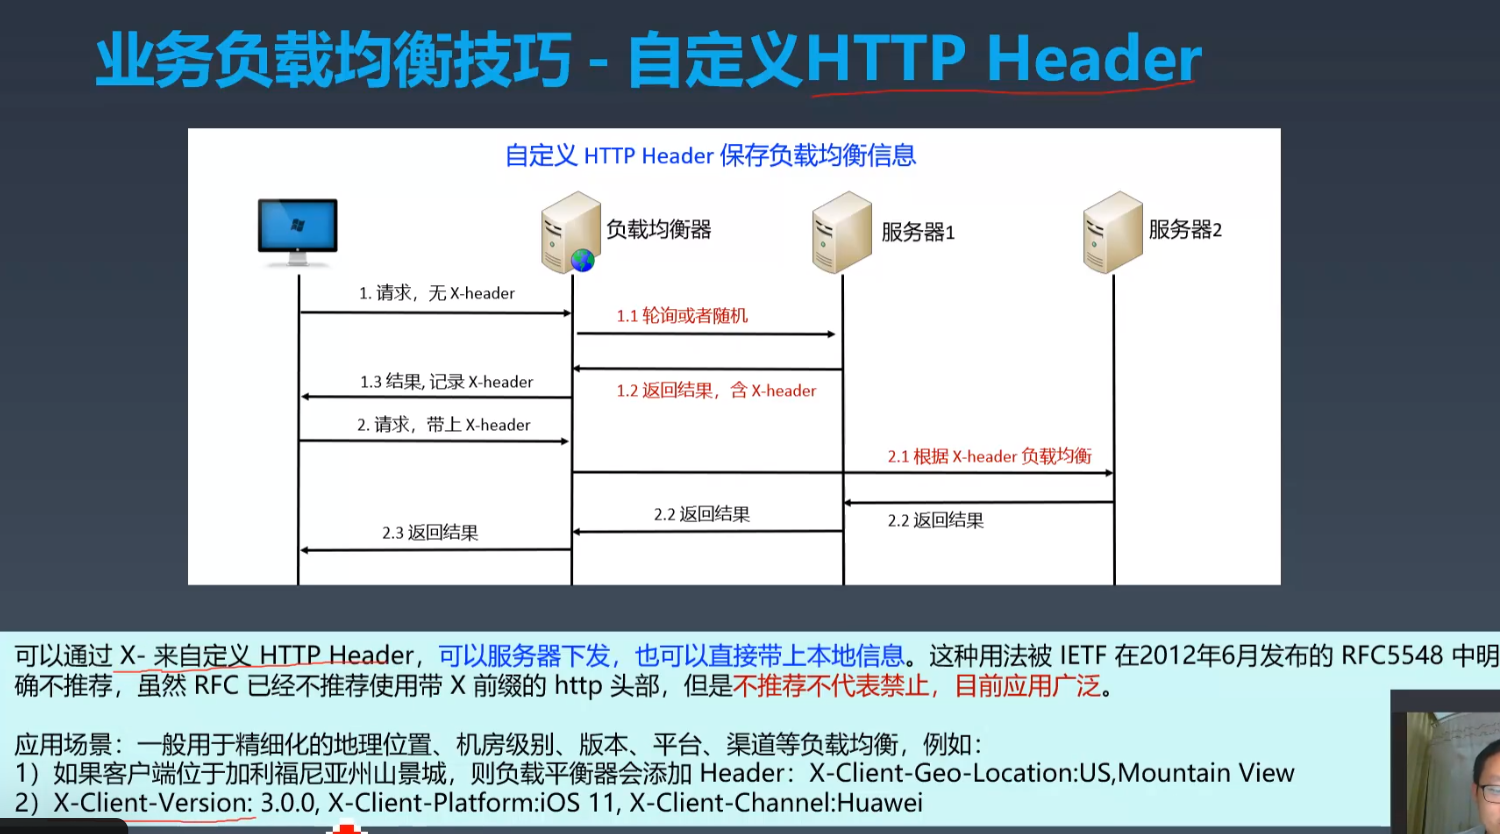 业务负载均衡技巧 - 自定义HTTP Header
自定义 HTTP Header 保存负载均衡信息
负载均衡器
服务器1
服务器2
1. 请求，无 X-header
1.1 轮询或者随机
1.3 结果, 记录 X-header
1.2 返回结果，含 X-header
2. 请求，带上 X-header
2.1 根据 X-header 负载均衡
2.2 返回结果
2.2 返回结果
2.3 返回结果
可以通过 X- 来自定义 HTTP Header，可以服务器下发，也可以直接带上本地信息。这种用法被 IETF 在2012年6月发布的 RFC5548 中明
确不推荐，虽然 RFC 已经不推荐使用带 X 前缀的 http 头部，但是不推荐不代表禁止，目前应用广泛。
应用场景：一般用于精细化的地理位置、机房级别、版本、平台、渠道等负载均衡，例如：
1）如果客户端位于加利福尼亚州山景城，则负载平衡器会添加 Header：X-Client-Geo-Location:US,Mountain View
2）X-Client-Version: 3.0.0, X-Client-Platform:iOS 11, X-Client-Channel:Huawei